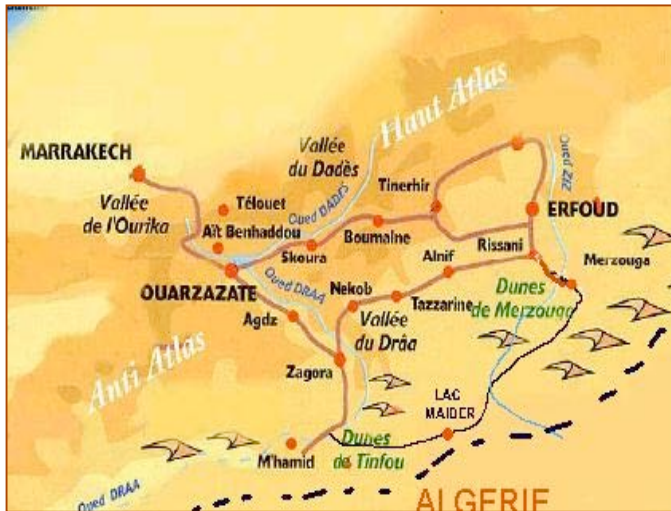 Haut Atlas
MARRAKECH
Vallée
du Dadès
Oued ZIZ
Vallée
de l'Ourika
Télouet
Tinerhir
Oued DADÈS
ERFOUD
Aït Benhaddou
Boumalne
Skoura
Rissani
Alnif
Merzouga
OUARZAZATE
Oued DRAA
Nekob
Tazzarine
Dunes
de Merzouga
Agdz
Vallée
du Drâa
Anti Atlas
Zagora
LAC
MAIDER
M'hamid
Dunes
de Tinfou
Oued DRAA
ALGERIE